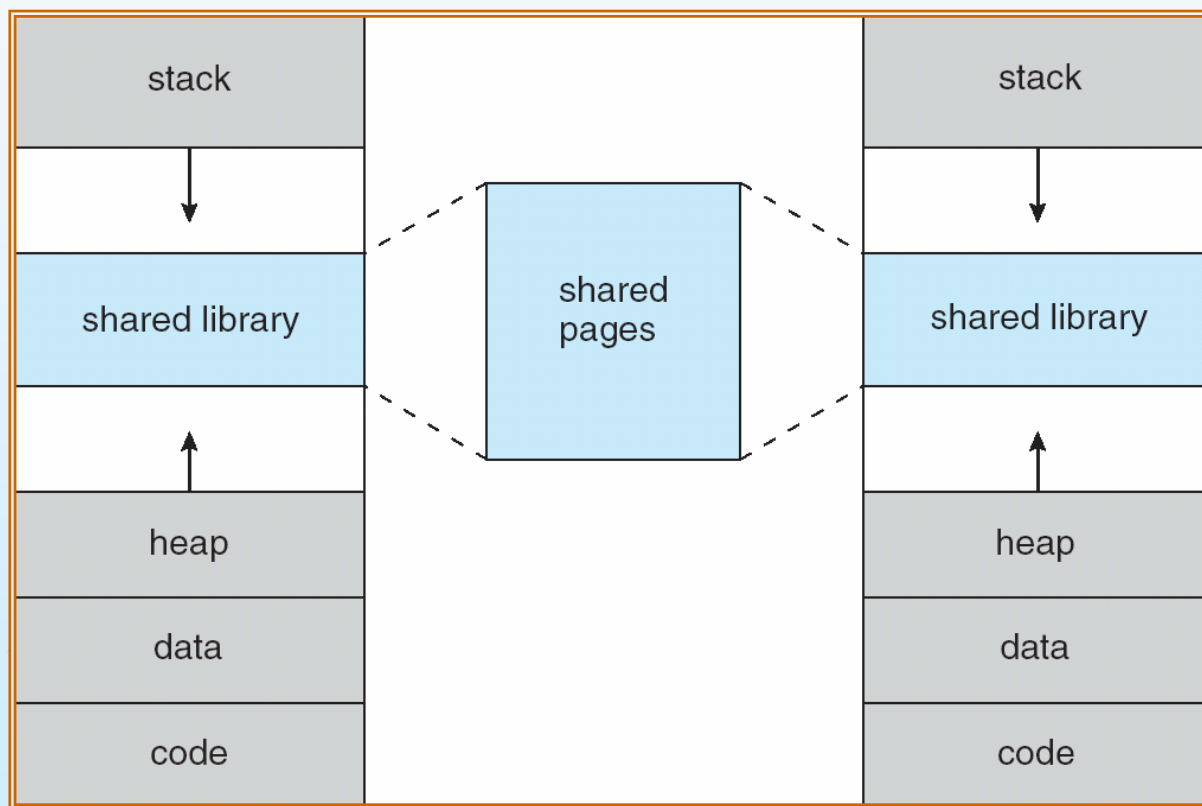 stack
shared library
heap
data
code
shared
pages
stack
shared library
heap
data
code